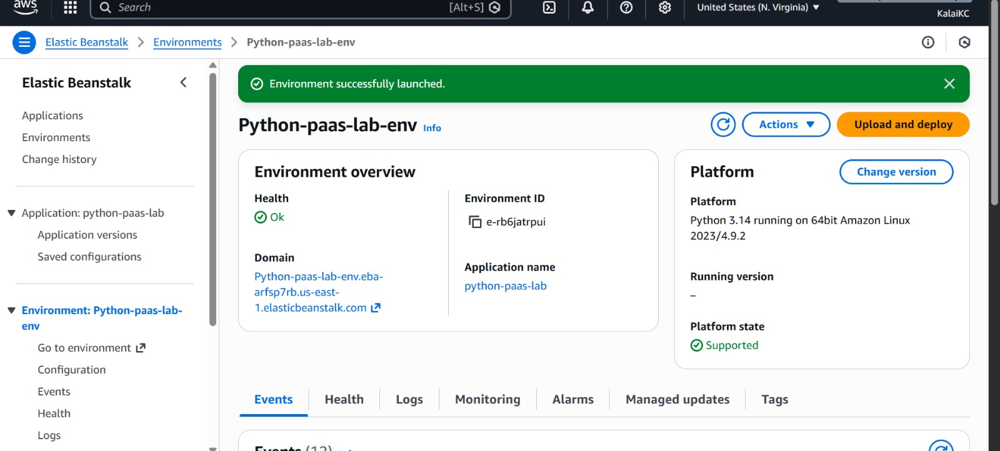 aws
Search
[Alt+S]
United States (N. Virginia)
KalaiKC
Elastic Beanstalk
Environments
Python-paas-lab-env
Elastic Beanstalk
Applications
Environments
Change history
Application: python-paas-lab
Application versions
Saved configurations
Environment: Python-paas-lab-
env
Go to environment
Configuration
Events
Health
Logs
Environment successfully launched.
Python-paas-lab-env Info
Actions
Upload and deploy
Environment overview
Health
Ok
Domain
Python-paas-lab-env.eba-
arfsp7rb.us-east-
1.elasticbeanstalk.com
Environment ID
e-rb6jatrpui
Application name
python-paas-lab
Platform
Change version
Platform
Python 3.14 running on 64bit Amazon Linux
2023/4.9.2
Running version
–
Platform state
Supported
Events
Health
Logs
Monitoring
Alarms
Managed updates
Tags
Events (12)